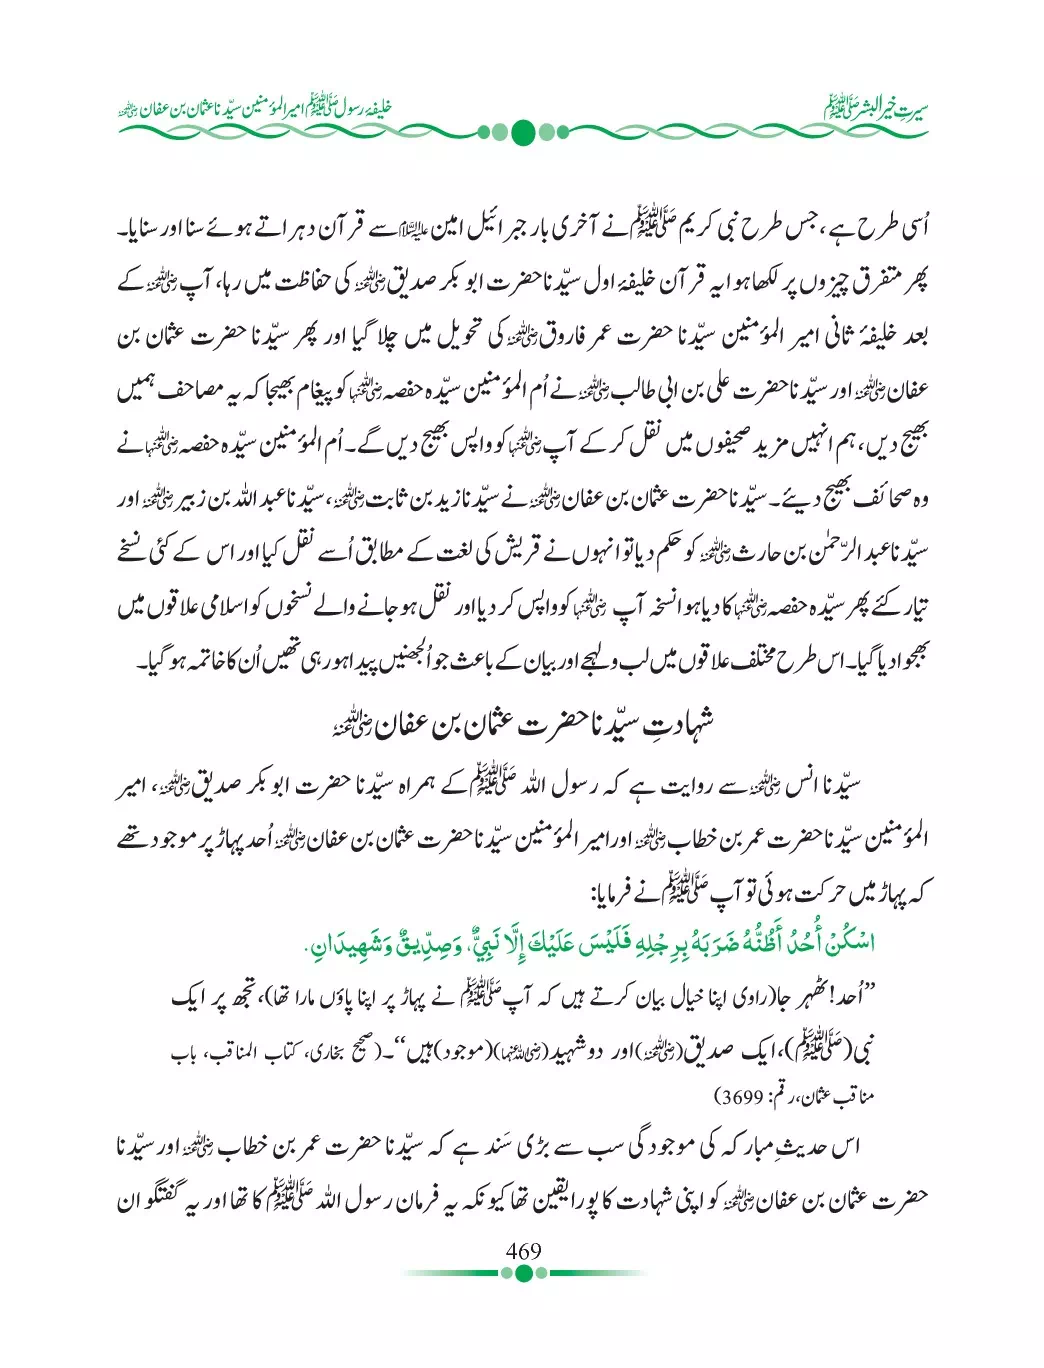 سیرتِ خیر البشر ﷺ
خلیفۂ رسول ﷺ امیر المؤمنین سیّدنا عثمان بن عفان رضی اللہ عنہ
اُسی طرح ہے، جس طرح نبی کریم ﷺ نے آخری بار جبرائیل امین علیہ السلام سے قرآن دہراتے ہوئے سنا اور سنایا۔
پھر متفرق چیزوں پر لکھا ہوا یہ قرآن خلیفۂ اول سیّدنا حضرت ابو بکر صدیق رضی اللہ عنہ کی حفاظت میں رہا، آپ رضی اللہ عنہ کے
بعد خلیفۂ ثانی امیر المؤمنین سیّدنا حضرت عمر فاروق رضی اللہ عنہ کی تحویل میں چلا گیا اور پھر سیّدنا حضرت عثمان بن
عفان رضی اللہ عنہ اور سیّدنا حضرت علی بن ابی طالب رضی اللہ عنہ نے اُم المؤمنین سیّدہ حفصہ رضی اللہ عنہا کو پیغام بھیجا کہ یہ مصاحف ہمیں
بھیج دیں، ہم انہیں مزید صحیفوں میں نقل کر کے آپ رضی اللہ عنہا کو واپس بھیج دیں گے۔ اُم المؤمنین سیّدہ حفصہ رضی اللہ عنہا نے
وہ صحائف بھیج دیئے۔ سیّدنا حضرت عثمان بن عفان رضی اللہ عنہ نے سیّدنا زید بن ثابت رضی اللہ عنہ، سیّدنا عبد اللہ بن زبیر رضی اللہ عنہ اور
سیّدنا عبد الرّحمٰن بن حارث رضی اللہ عنہ کو حکم دیا تو انہوں نے قریش کی لغت کے مطابق اُسے نقل کیا اور اس کے کئی نسخے
تیار کئے پھر سیّدہ حفصہ رضی اللہ عنہا کا دیا ہوا نسخہ آپ رضی اللہ عنہا کو واپس کر دیا اور نقل ہو جانے والے نسخوں کو اسلامی علاقوں میں
بھجوا دیا گیا۔ اس طرح مختلف علاقوں میں لب و لہجے اور بیان کے باعث جو اُلجھنیں پیدا ہو رہی تھیں اُن کا خاتمہ ہو گیا۔
شہادتِ سیّدنا حضرت عثمان بن عفان رضی اللہ عنہ
سیّدنا انس رضی اللہ عنہ سے روایت ہے کہ رسول اللہ ﷺ کے ہمراہ سیّدنا حضرت ابو بکر صدیق رضی اللہ عنہ، امیر
المؤمنین سیّدنا حضرت عمر بن خطاب رضی اللہ عنہ اور امیر المؤمنین سیّدنا حضرت عثمان بن عفان رضی اللہ عنہ اُحد پہاڑ پر موجود تھے
کہ پہاڑ میں حرکت ہوئی تو آپ ﷺ نے فرمایا:
اسْكُنْ أُحُدُ أَظُنُّهُ ضَرَبَهُ بِرِجْلِهِ فَلَيْسَ عَلَيْكَ إِلَّا نَبِيٌّ، وَصِدِّيقٌ وَشَهِيدَانِ.
”اُحد! ٹھہر جا (راوی اپنا خیال بیان کرتے ہیں کہ آپ ﷺ نے پہاڑ پر اپنا پاؤں مارا تھا)، تجھ پر ایک
نبی (ﷺ)، ایک صدیق (رضی اللہ عنہ) اور دو شہید (رضی اللہ عنہما) (موجود) ہیں“۔ (صحیح بخاری، کتاب المناقب، باب
مناقب عثمان، رقم: 3699)
اس حدیثِ مبارکہ کی موجودگی سب سے بڑی سَند ہے کہ سیّدنا حضرت عمر بن خطاب رضی اللہ عنہ اور سیّدنا
حضرت عثمان بن عفان رضی اللہ عنہ کو اپنی شہادت کا پورا یقین تھا کیونکہ یہ فرمان رسول اللہ ﷺ کا تھا اور یہ گفتگو ان
469